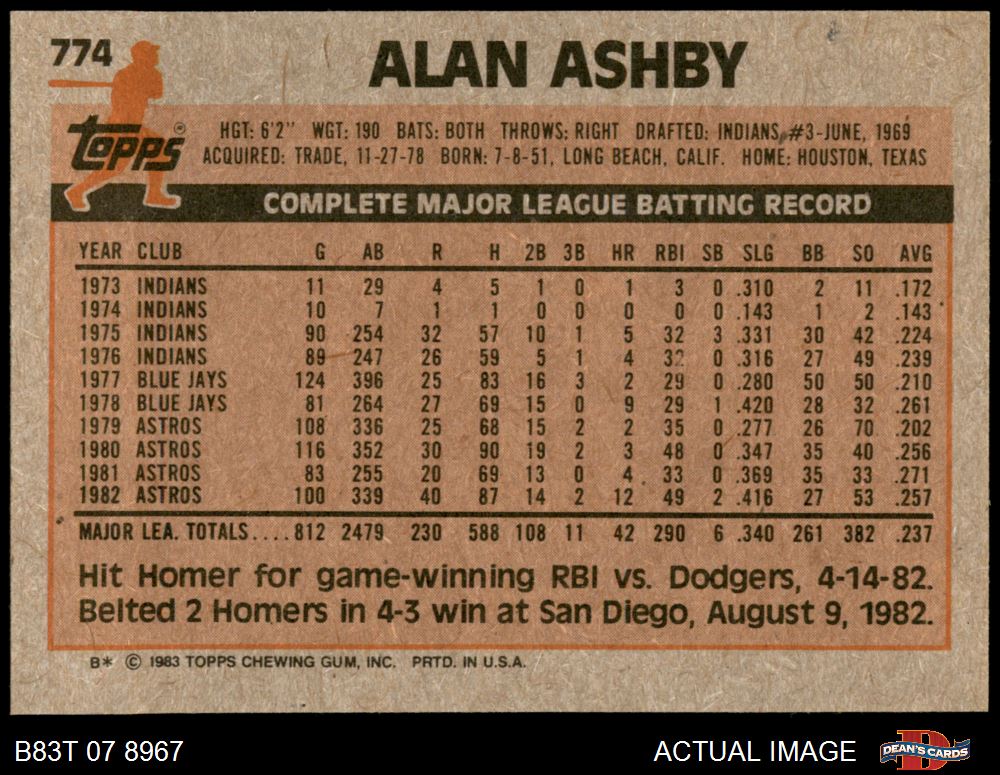 774
ALAN ASHBY
Topps®
HGT: 6'2" WGT: 190 BATS: BOTH THROWS: RIGHT DRAFTED: INDIANS, #3-JUNE, 1969
ACQUIRED: TRADE, 11-27-78 BORN: 7-8-51, LONG BEACH, CALIF. HOME: HOUSTON, TEXAS
COMPLETE MAJOR LEAGUE BATTING RECORD
YEAR CLUB G AB R H 2B 3B HR RBI SB SLG BB SO AVG
1973 INDIANS 11 29 4 5 1 0 1 3 0 .310 2 11 .172
1974 INDIANS 10 7 1 1 0 0 0 0 0 .143 1 2 .143
1975 INDIANS 90 254 32 57 10 1 5 32 3 .331 30 42 .224
1976 INDIANS 89 247 26 59 5 1 4 32 0 .316 27 49 .239
1977 BLUE JAYS 124 396 25 83 16 3 2 29 0 .280 50 50 .210
1978 BLUE JAYS 81 264 27 69 15 0 9 29 1 .420 28 32 .261
1979 ASTROS 108 336 25 68 15 2 2 35 0 .277 26 70 .202
1980 ASTROS 116 352 30 90 19 2 3 48 0 .347 35 40 .256
1981 ASTROS 83 255 20 69 13 0 4 33 0 .369 35 33 .271
1982 ASTROS 100 339 40 87 14 2 12 49 2 .416 27 53 .257
MAJOR LEA. TOTALS....812 2479 230 588 108 11 42 290 6 .340 261 382 .237
Hit Homer for game-winning RBI vs. Dodgers, 4-14-82.
Belted 2 Homers in 4-3 win at San Diego, August 9, 1982.
B* © 1983 TOPPS CHEWING GUM, INC. PRTD. IN U.S.A.
B83T 07 8967 ACTUAL IMAGE DEAN'S CARDS